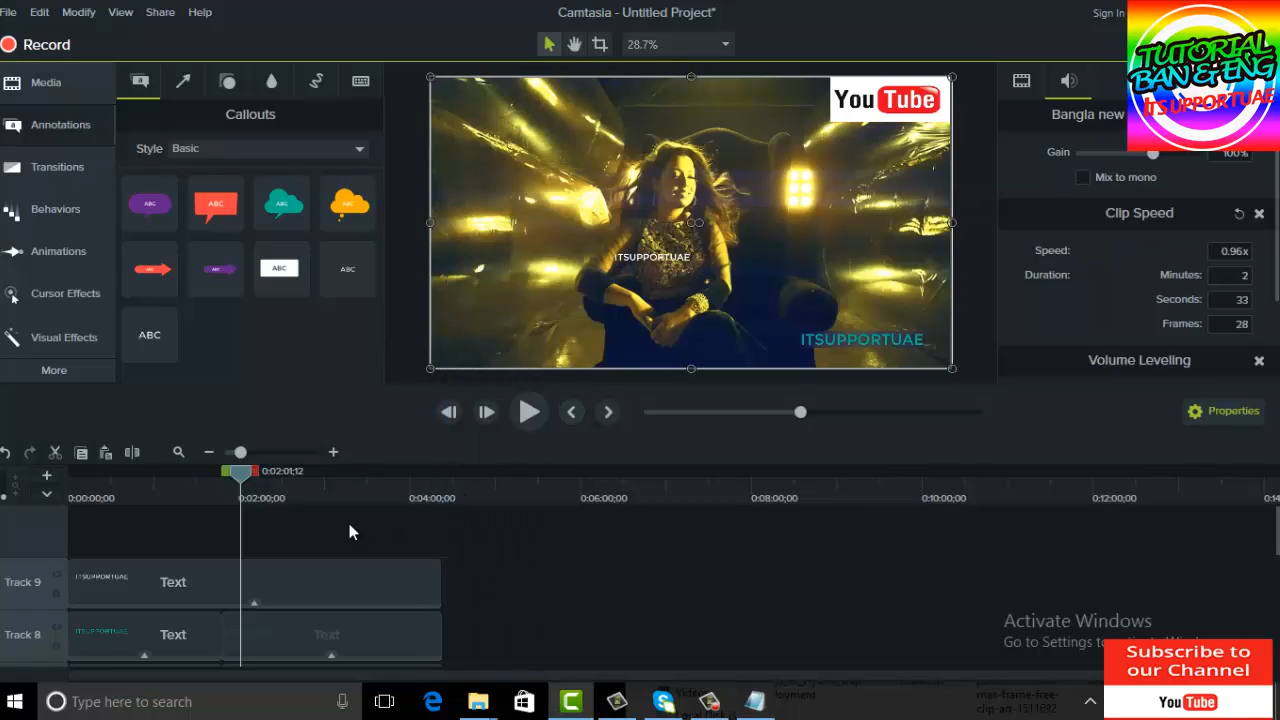 File Edit Modify View Share Help
Camtasia - Untitled Project*
Sign In
Record
28.7%
TUTORIAL
BAN & ENG
ITSUPPORTUAE
Media
Annotations
Transitions
Behaviors
Animations
Cursor Effects
Visual Effects
More
Callouts
Style Basic
ABC ABC ABC ABC
ABC ABC ABC ABC
ABC
YouTube
ITSUPPORTUAE
ITSUPPORTUAE
Bangla new
Gain 100%
Mix to mono
Clip Speed
Speed: 0.96x
Duration: Minutes: 2
Seconds: 33
Frames: 28
Volume Leveling
Properties
0:02:01;12
0:00:00;00 0:02:00;00 0:04:00;00 0:06:00;00 0:08:00;00 0:10:00;00 0:12:00;00 0:14
Track 9 ITSUPPORTUAE Text
Track 8 ITSUPPORTUAE Text Text
Activate Windows
Go to Settings to
Subscribe to
our Channel
YouTube
Type here to search